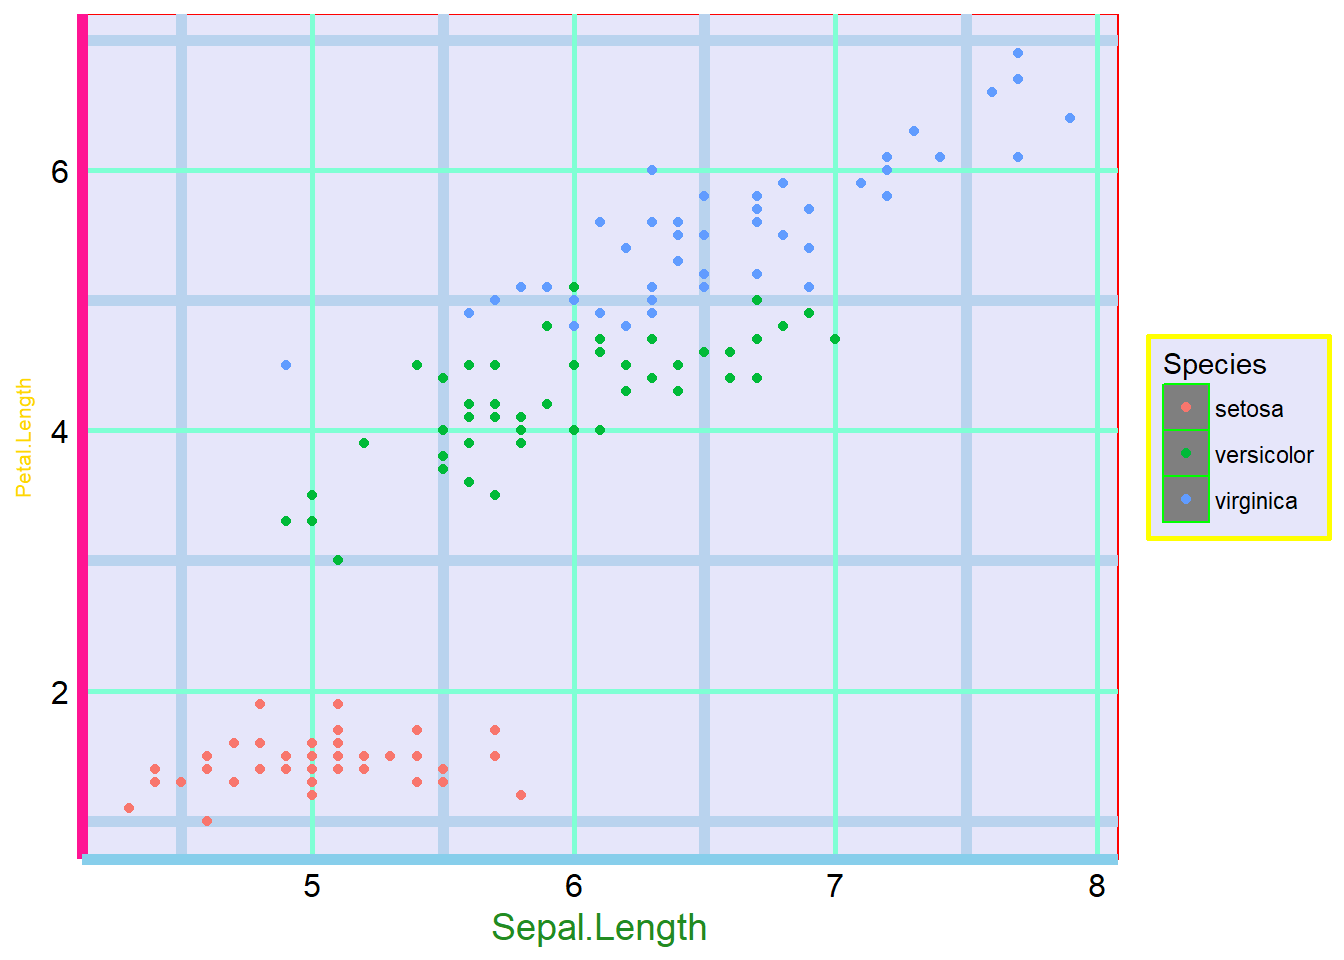 6
4
2
Petal.Length
5 6 7 8
Sepal.Length
Species
setosa
versicolor
virginica